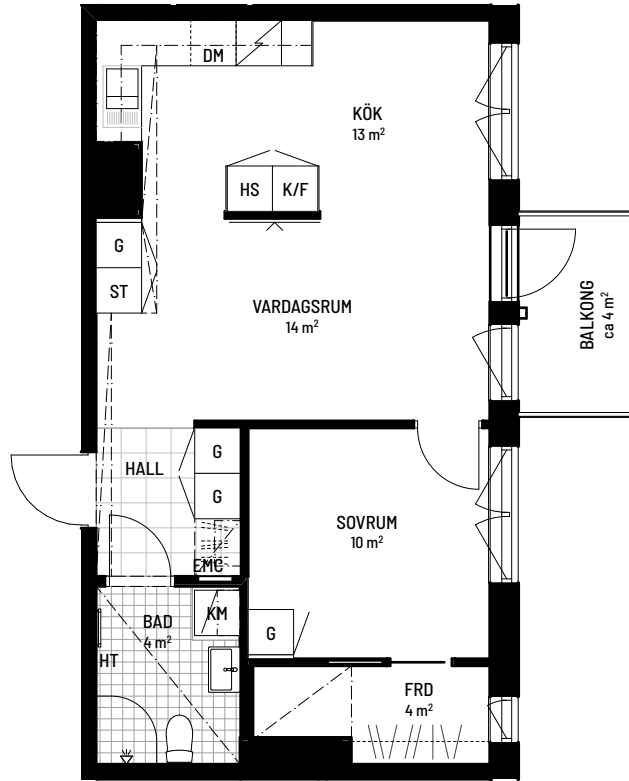 DM
KÖK
13 m²
HS K/F
G
ST
VARDAGSRUM
14 m²
BALKONG
ca 4 m²
HALL
G
G
SOVRUM
10 m²
EMC
KM
BAD
4 m²
G
HT
FRD
4 m²